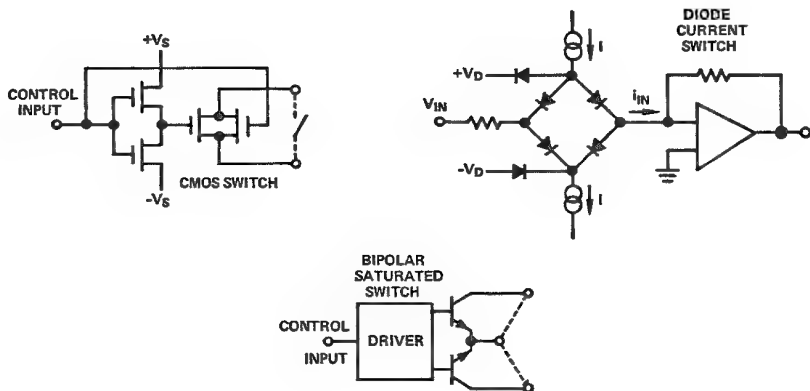 +VS
CONTROL
INPUT
CMOS SWITCH
-VS
DIODE
CURRENT
SWITCH
I
+VD
VIN
iIN
-VD
I
BIPOLAR
SATURATED
SWITCH
CONTROL
INPUT
DRIVER